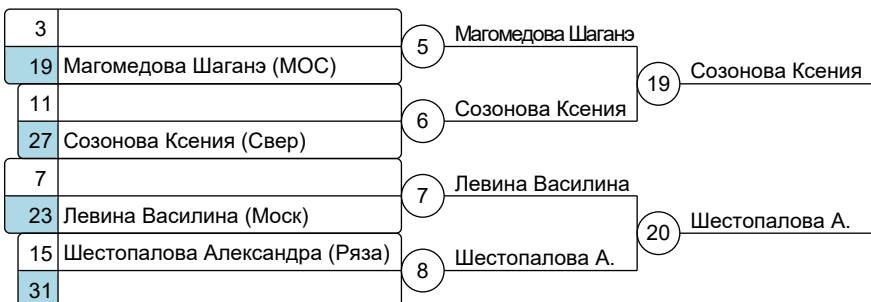 3
19 Магомедова Шаганэ (МОС)
11
27 Созонова Ксения (Свер)
7
23 Левина Василина (Моск)
15 Шестопалова Александра (Ряза)
31
5 Магомедова Шаганэ
6 Созонова Ксения
7 Левина Василина
8 Шестопалова А.
19 Созонова Ксения
20 Шестопалова А.